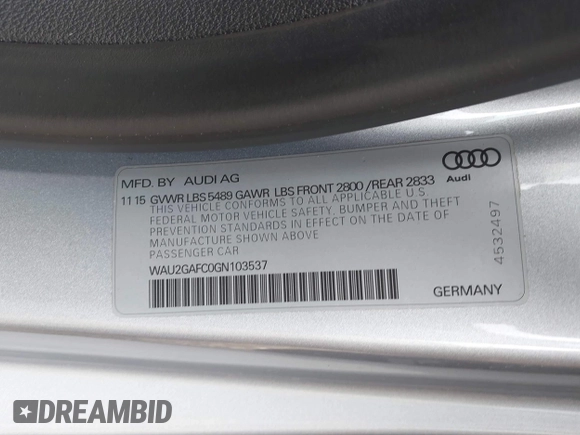 MFD. BY AUDI AG
11 15 GVWR LBS 5489 GAWR LBS FRONT 2800 / REAR 2833
THIS VEHICLE CONFORMS TO ALL APPLICABLE U.S.
FEDERAL MOTOR VEHICLE SAFETY, BUMPER AND THEFT
PREVENTION STANDARDS IN EFFECT ON THE DATE OF
MANUFACTURE SHOWN ABOVE
PASSENGER CAR
WAU2GAFC0GN103537
Audi
4532497
GERMANY
DREAMBID